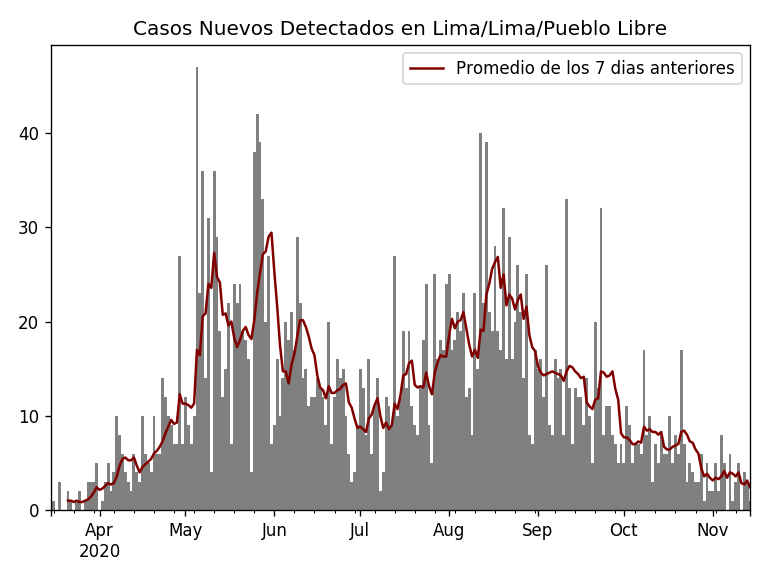 Casos Nuevos Detectados en Lima/Lima/Pueblo Libre
Promedio de los 7 dias anteriores
40
30
20
10
0
Apr May Jun Jul Aug Sep Oct Nov
2020